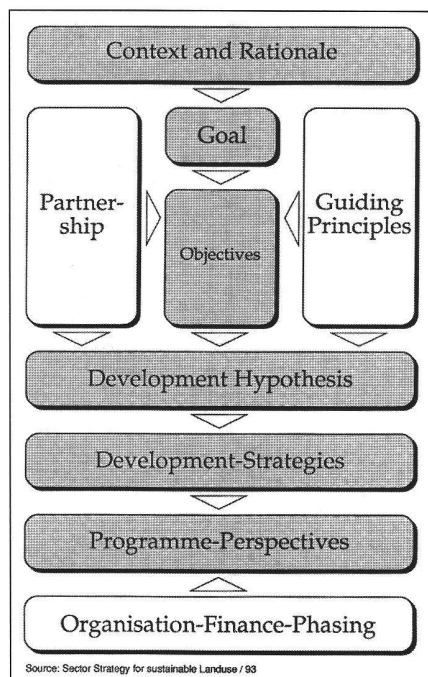 Context and Rationale
Goal
Partner-
ship
Objectives
Guiding
Principles
Development Hypothesis
Development-Strategies
Programme-Perspectives
Organisation-Finance-Phasing
Source: Sector Strategy for sustainable Landuse / 93